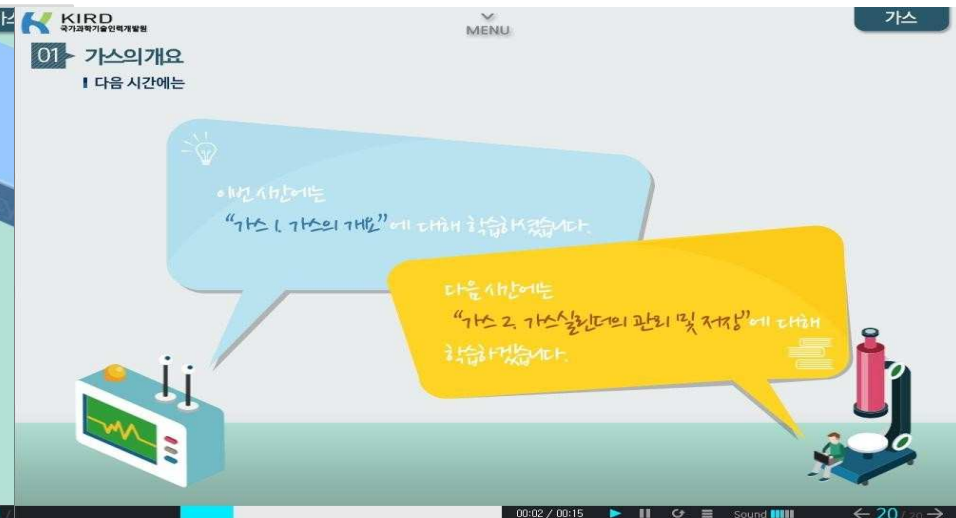 KIRD
국가과학기술인력개발원
MENU
가스
01 가스의 개요
다음 시간에는
이번 시간에는
“가스 1. 가스의 개요”에 대해 학습하셨습니다.
다음 시간에는
“가스 2. 가스실린더의 관리 및 저장”에 대해
학습하겠습니다.
00:02 / 00:15
Sound
← 20 / 20 →